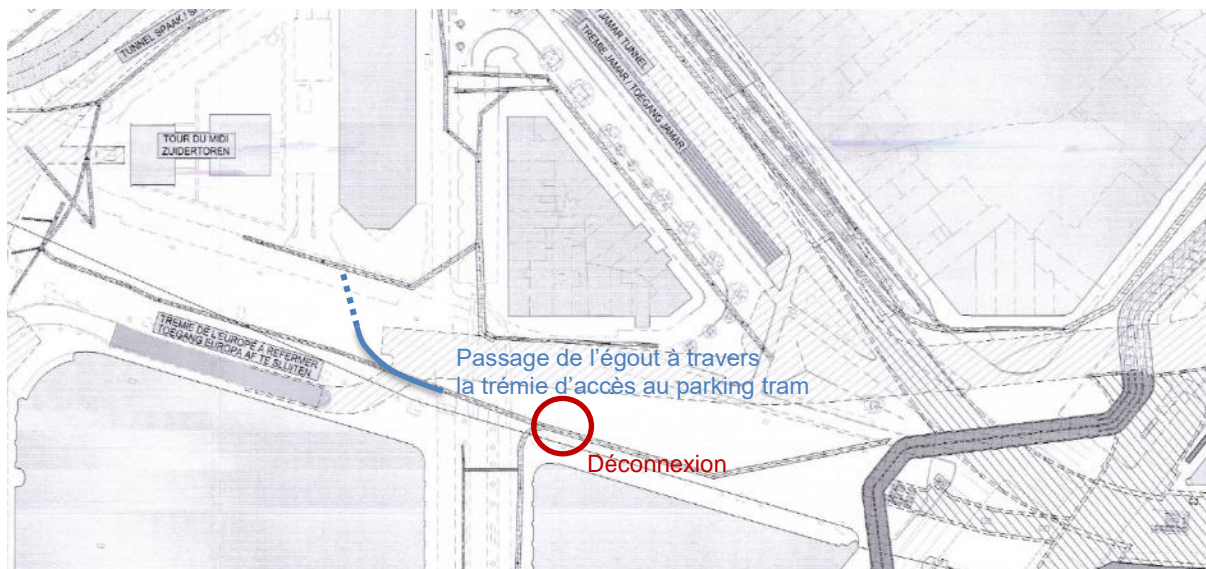 TUNNEL SPAAK / S
JAMAR TUNNEL
TREMIE JAMAR / TOEGANG JAMAR
TOUR DU MIDI
ZUIDERTOREN
TREMIE DE L'EUROPE À REFERMER
TOEGANG EUROPA AF TE SLUITEN
Passage de l'égout à travers
la trémie d'accès au parking tram
Déconnexion